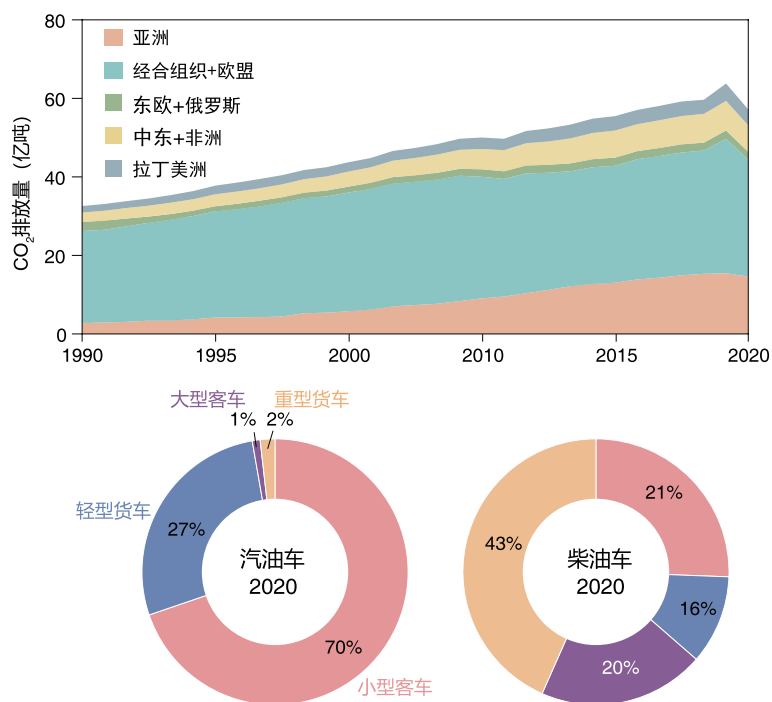 80
60
40
20
0
CO₂排放量（亿吨）
亚洲
经合组织+欧盟
东欧+俄罗斯
中东+非洲
拉丁美洲
1990 1995 2000 2005 2010 2015 2020
大型客车 重型货车
1% 2%
轻型货车
27%
汽油车
2020
70%
小型客车
21%
43%
柴油车
2020
16%
20%